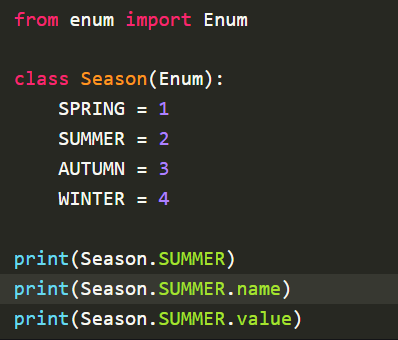 from enum import Enum
class Season(Enum):
    SPRING = 1
    SUMMER = 2
    AUTUMN = 3
    WINTER = 4
print(Season.SUMMER)
print(Season.SUMMER.name)
print(Season.SUMMER.value)